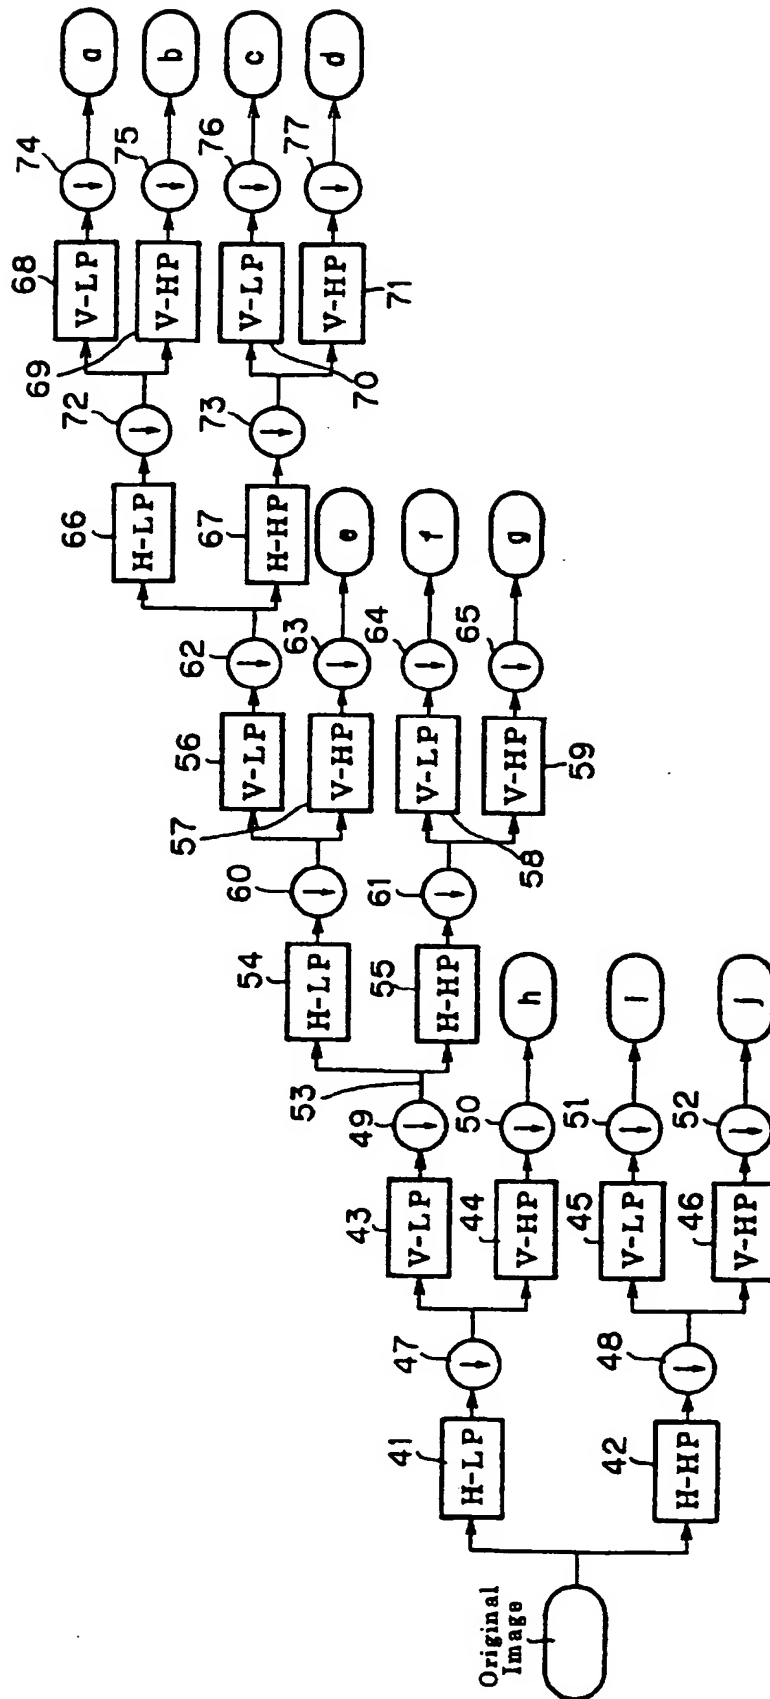 Original
Image
41
H-LP
42
H-HP
47
48
43
V-LP
44
V-HP
45
V-LP
46
V-HP
49
50
51
52
53
h
i
j
54
H-LP
55
H-HP
60
61
56
V-LP
57
V-HP
58
V-LP
59
V-HP
62
63
64
65
e
f
g
66
H-LP
67
H-HP
72
73
68
V-LP
69
V-HP
70
V-LP
71
V-HP
74
75
76
77
a
b
c
d